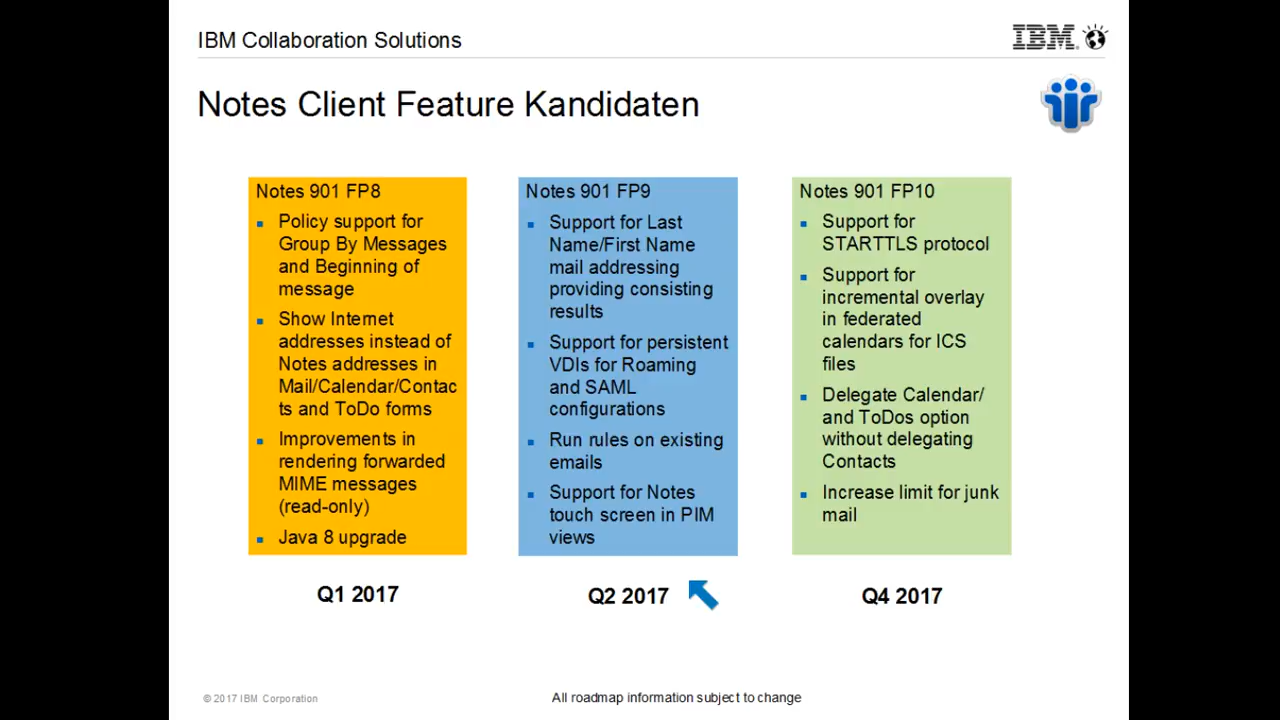 IBM Collaboration Solutions
IBM
Notes Client Feature Kandidaten
Notes 901 FP8
Policy support for
Group By Messages
and Beginning of
message
Show Internet
addresses instead of
Notes addresses in
Mail/Calendar/Contac
ts and ToDo forms
Improvements in
rendering forwarded
MIME messages
(read-only)
Java 8 upgrade
Q1 2017
Notes 901 FP9
Support for Last
Name/First Name
mail addressing
providing consisting
results
Support for persistent
VDIs for Roaming
and SAML
configurations
Run rules on existing
emails
Support for Notes
touch screen in PIM
views
Q2 2017
Notes 901 FP10
Support for
STARTTLS protocol
Support for
incremental overlay
in federated
calendars for ICS
files
Delegate Calendar/
and ToDos option
without delegating
Contacts
Increase limit for junk
mail
Q4 2017
© 2017 IBM Corporation
All roadmap information subject to change